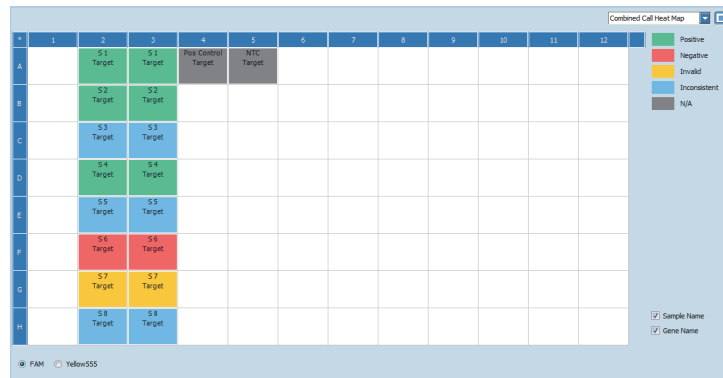 Combined Call Heat Map
* 1 2 3 4 5 6 7 8 9 10 11 12
Positive
Negative
Invalid
Inconsistent
N/A
A
S 1 S 1 Pos Control NTC
Target Target Target Target
B
S 2 S 2
Target Target
C
S 3 S 3
Target Target
D
S 4 S 4
Target Target
E
S 5 S 5
Target Target
F
S 6 S 6
Target Target
G
S 7 S 7
Target Target
H
S 8 S 8
Target Target
Sample Name
Gene Name
FAM Yellow555